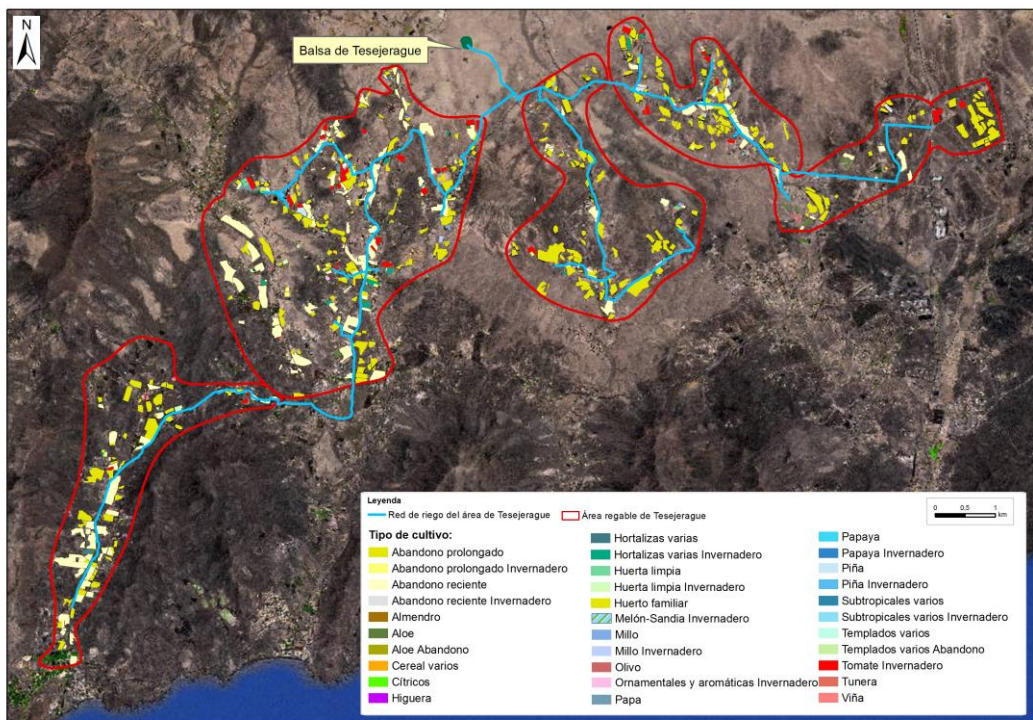 N
Balsa de Tesejerague
Leyenda
Red de riego del área de Tesejerague
Área regable de Tesejerague
0 0,5 1
km
Tipo de cultivo:
Abandono prolongado
Abandono prolongado Invernadero
Abandono reciente
Abandono reciente Invernadero
Almendro
Aloe
Aloe Abandono
Cereal varios
Cítricos
Higuera
Hortalizas varias
Hortalizas varias Invernadero
Huerta limpia
Huerta limpia Invernadero
Huerto familiar
Melón-Sandia Invernadero
Millo
Millo Invernadero
Olivo
Ornamentales y aromáticas Invernadero
Papa
Papaya
Papaya Invernadero
Piña
Piña Invernadero
Subtropicales varios
Subtropicales varios Invernadero
Templados varios
Templados varios Abandono
Tomate Invernadero
Tunera
Viña